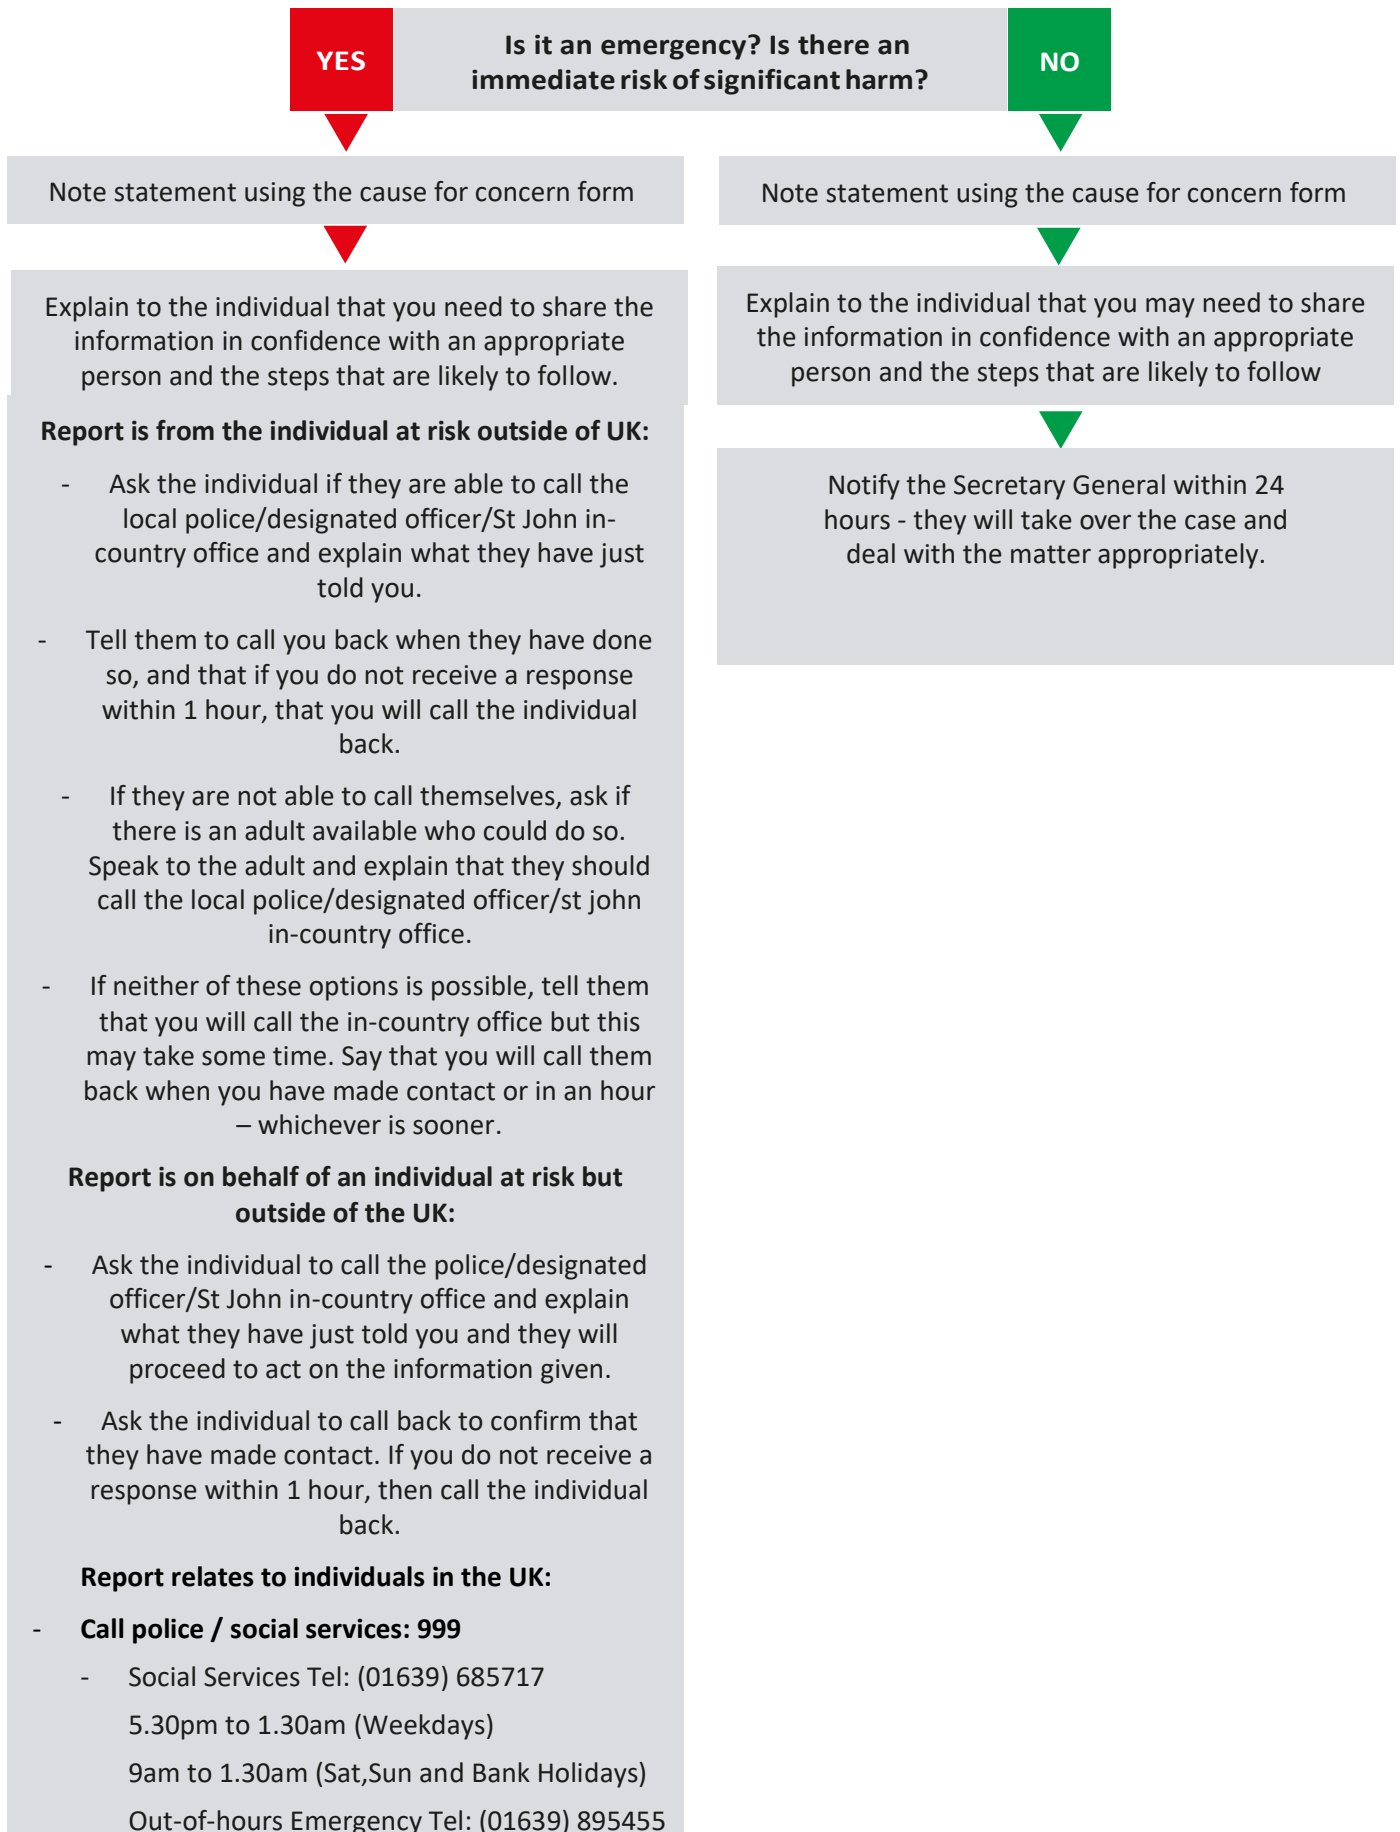 YES
Is it an emergency? Is there an
immediate risk of significant harm?
NO
Note statement using the cause for concern form
Explain to the individual that you need to share the
information in confidence with an appropriate
person and the steps that are likely to follow.
Report is from the individual at risk outside of UK:
- Ask the individual if they are able to call the
local police/designated officer/St John in-
country office and explain what they have just
told you.
- Tell them to call you back when they have done
so, and that if you do not receive a response
within 1 hour, that you will call the individual
back.
- If they are not able to call themselves, ask if
there is an adult available who could do so.
Speak to the adult and explain that they should
call the local police/designated officer/st john
in-country office.
- If neither of these options is possible, tell them
that you will call the in-country office but this
may take some time. Say that you will call them
back when you have made contact or in an hour
– whichever is sooner.
Report is on behalf of an individual at risk but
outside of the UK:
- Ask the individual to call the police/designated
officer/St John in-country office and explain
what they have just told you and they will
proceed to act on the information given.
- Ask the individual to call back to confirm that
they have made contact. If you do not receive a
response within 1 hour, then call the individual
back.
Report relates to individuals in the UK:
- Call police / social services: 999
- Social Services Tel: (01639) 685717
5.30pm to 1.30am (Weekdays)
9am to 1.30am (Sat,Sun and Bank Holidays)
Out-of-hours Emergency Tel: (01639) 895455
Note statement using the cause for concern form
Explain to the individual that you may need to share
the information in confidence with an appropriate
person and the steps that are likely to follow
Notify the Secretary General within 24
hours - they will take over the case and
deal with the matter appropriately.